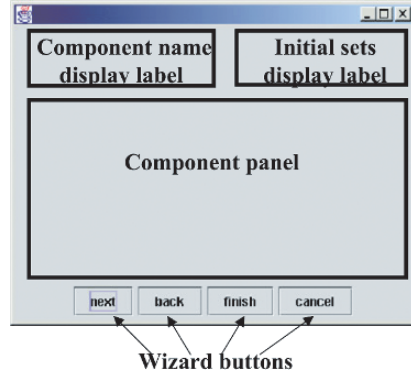 Component name
display label
Initial sets
display label
Component panel
next back finish cancel
Wizard buttons